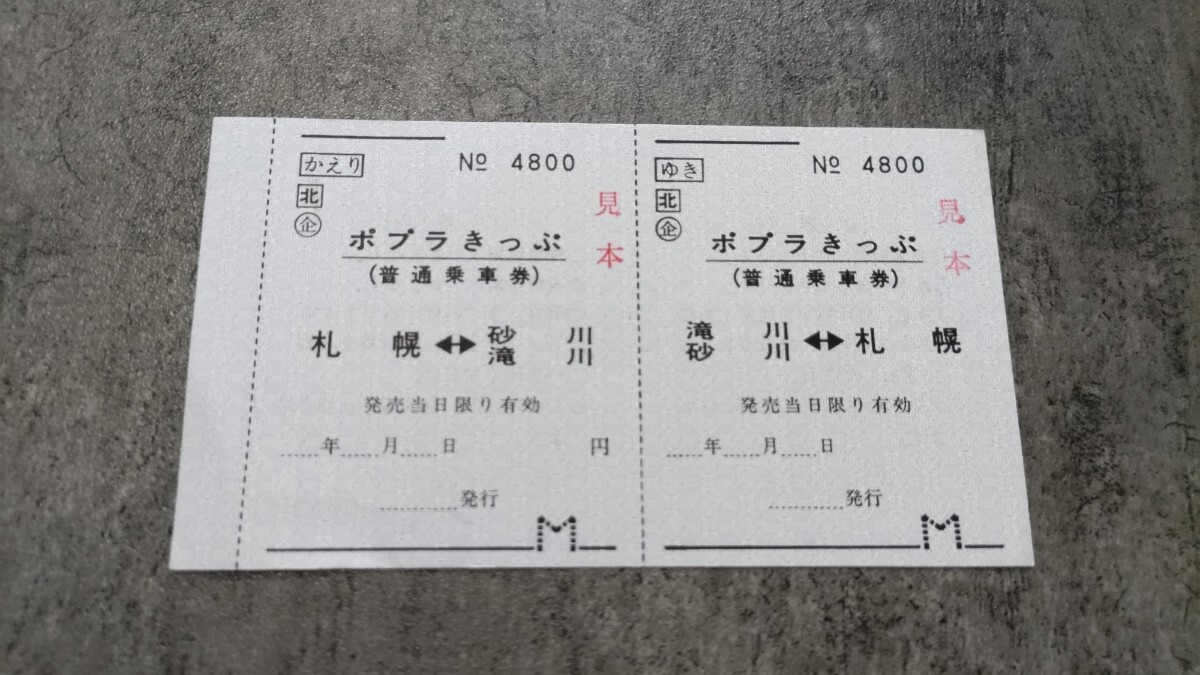 かえり
No 4800
北
企
見本
ポプラきっぷ
(普通乗車券)
札幌↔砂川
滝川
発売当日限り有効
年 月 日 円
発行
ゆき
No 4800
北
企
見本
ポプラきっぷ
(普通乗車券)
滝川
砂川↔札幌
発売当日限り有効
年 月 日
発行
M
M